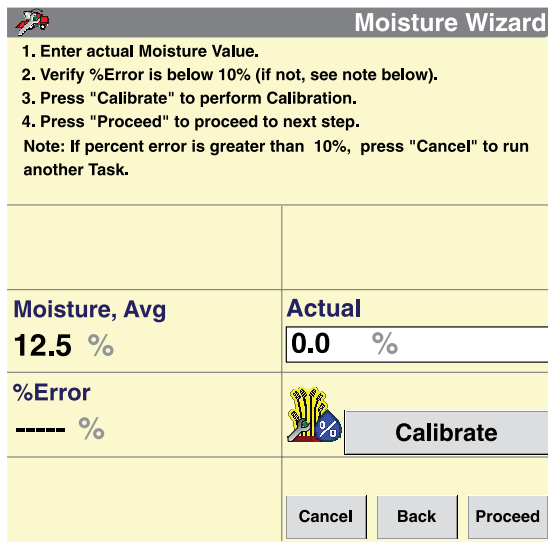 Moisture Wizard
1. Enter actual Moisture Value.
2. Verify %Error is below 10% (if not, see note below).
3. Press "Calibrate" to perform Calibration.
4. Press "Proceed" to proceed to next step.
Note: If percent error is greater than 10%, press "Cancel" to run
another Task.
Moisture, Avg
12.5 %
Actual
0.0 %
%Error
----- %
%
Calibrate
Cancel
Back
Proceed